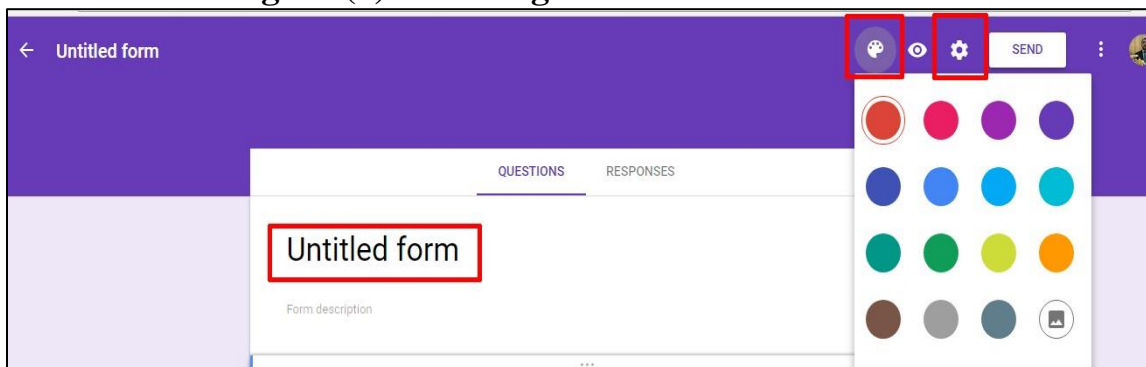 Untitled form
SEND
QUESTIONS RESPONSES
Untitled form
Form description